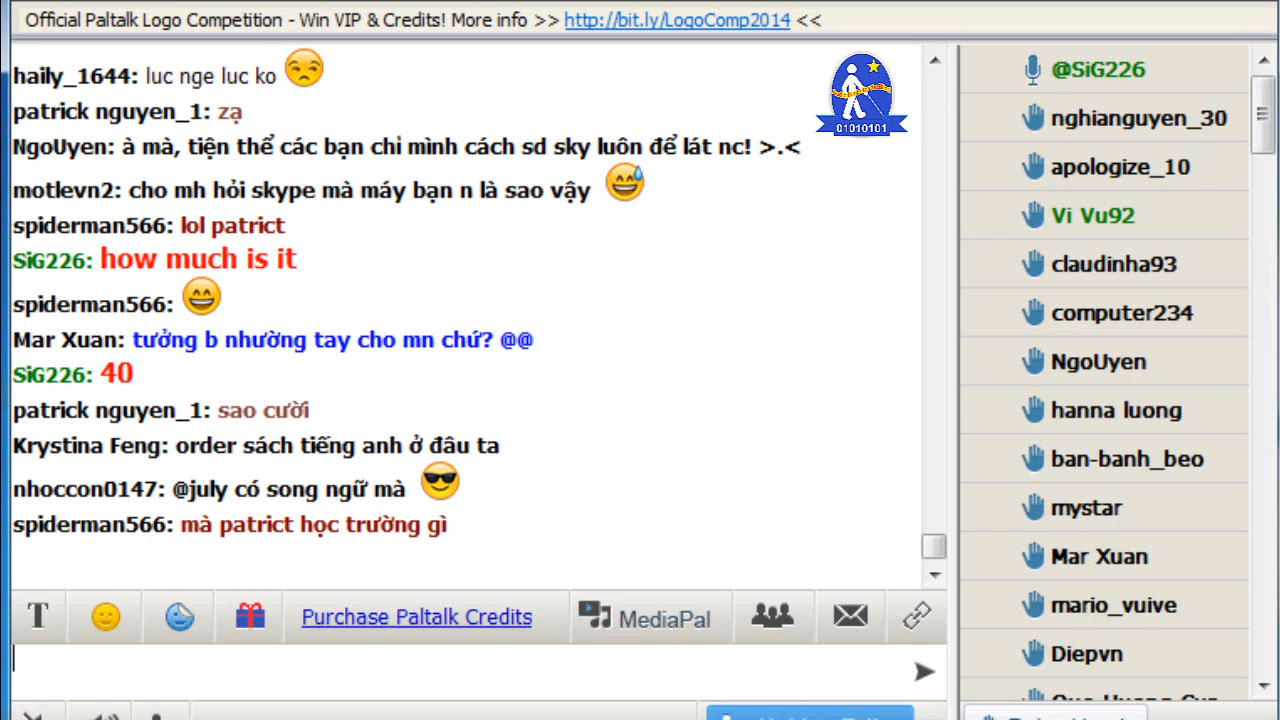 Official Paltalk Logo Competition - Win VIP & Credits! More info >> http://bit.ly/LogoComp2014 <<
haily_1644: luc nge luc ko
patrick nguyen_1: zạ
NgoUyen: à mà, tiện thể các bạn chỉ mình cách sd sky luôn để lát nc! >.<
motlevn2: cho mh hỏi skype mà máy bạn n là sao vậy
spiderman566: lol patrict
SiG226: how much is it
spiderman566:
Mar Xuan: tưởng b nhường tay cho mn chứ? @@
SiG226: 40
patrick nguyen_1: sao cười
Krystina Feng: order sách tiếng anh ở đâu ta
nhoccon0147: @july có song ngữ mà
spiderman566: mà patrict học trường gì
01010101
@SiG226
nghianguyen_30
apologize_10
Vi Vu92
claudinha93
computer234
NgoUyen
hanna luong
ban-banh_beo
mystar
Mar Xuan
mario_vuive
Diepvn
T
Purchase Paltalk Credits
MediaPal